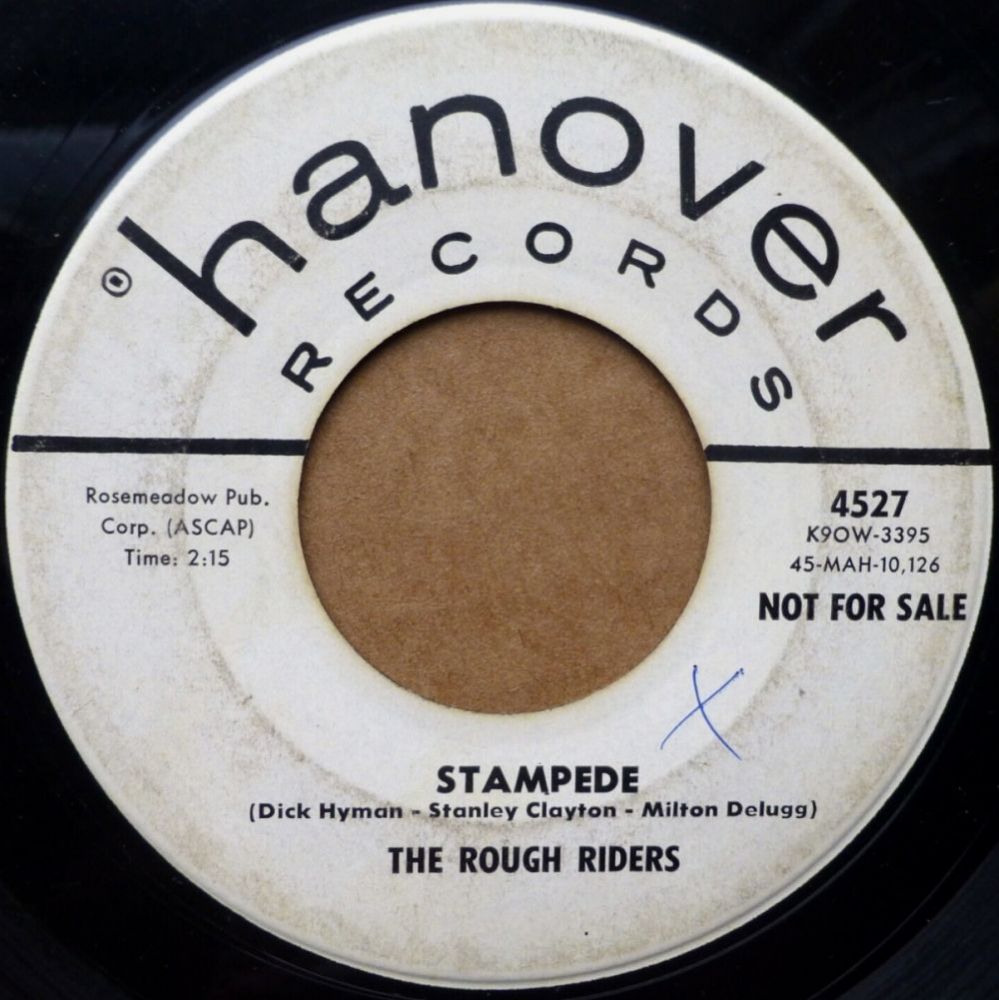 hanover
RECORDS
Rosemeadow Pub.
Corp. (ASCAP)
Time: 2:15
4527
K9OW-3395
45-MAH-10,126
NOT FOR SALE
X
STAMPEDE
(Dick Hyman - Stanley Clayton - Milton Delugg)
THE ROUGH RIDERS